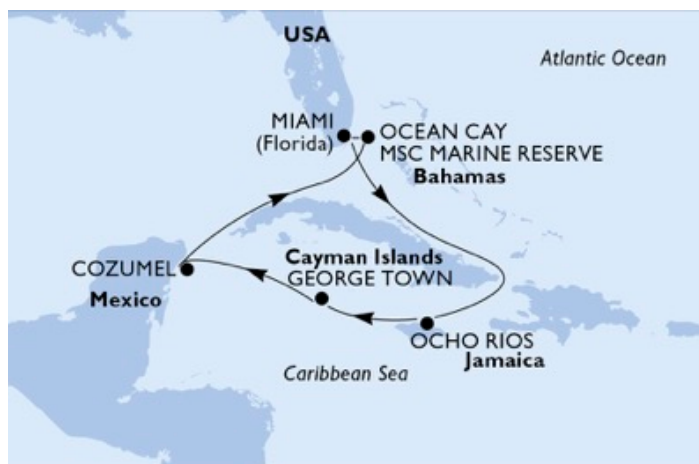 USA
Atlantic Ocean
MIAMI
(Florida)
OCEAN CAY
MSC MARINE RESERVE
Bahamas
COZUMEL
Mexico
Cayman Islands
GEORGE TOWN
OCHO RIOS
Jamaica
Caribbean Sea